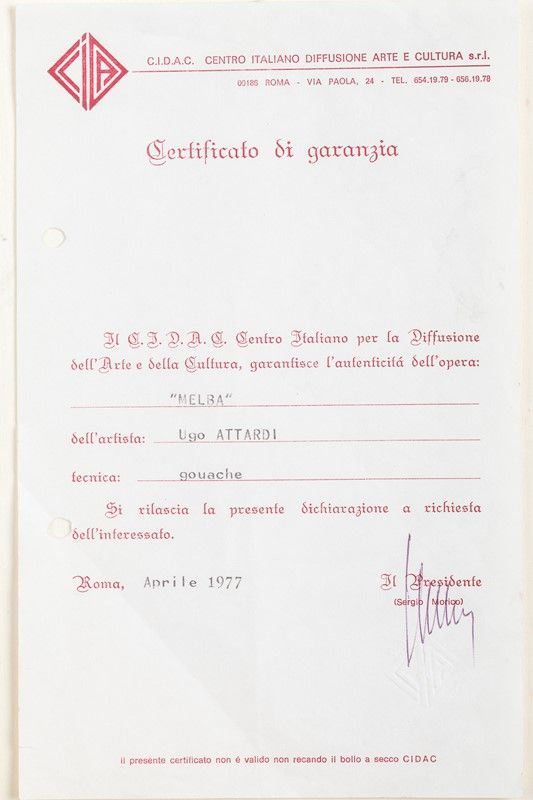 CIA
C.I.D.A.C. CENTRO ITALIANO DIFFUSIONE ARTE E CULTURA s.r.l.
00186 ROMA - VIA PAOLA, 24 - TEL. 654.19.79 - 656.19.78
Certificato di garanzia
Il C.I.D.A.C. Centro Italiano per la Diffusione
dell'Arte e della Cultura, garantisce l'autenticitá dell'opera:
"MELBA"
dell'artista: Ugo ATTARDI
tecnica: gouache
Si rilascia la presente dichiarazione a richiesta
dell'interessato.
Roma, Aprile 1977 Il Presidente
(Sergio Morico)
il presente certificato non é valido non recando il bollo a secco CIDAC